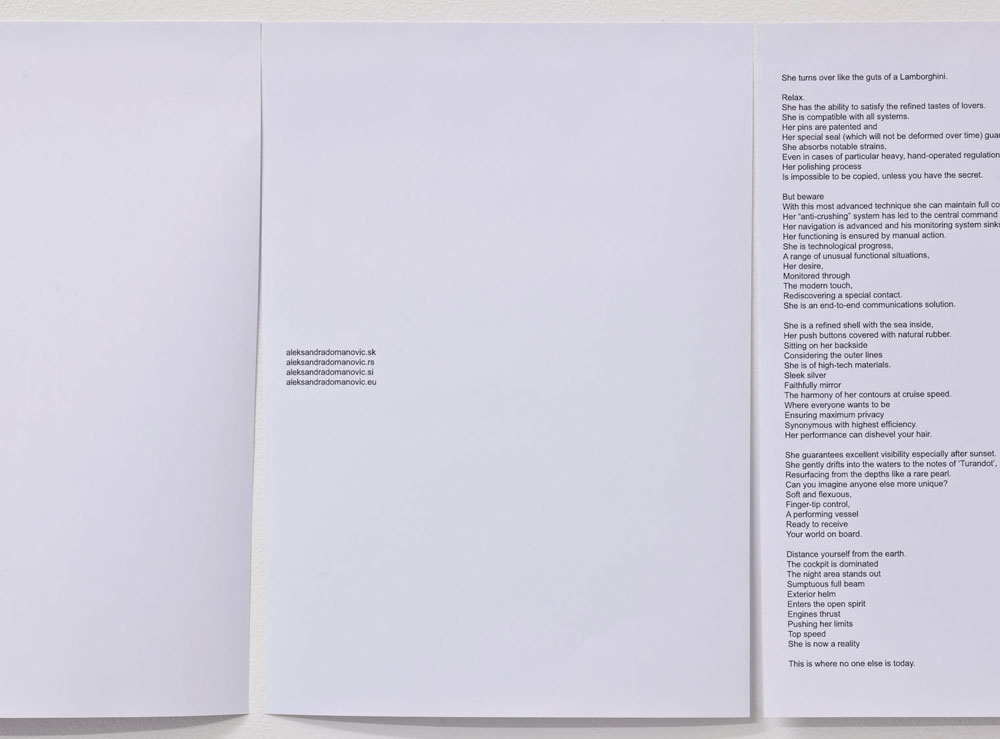 aleksandradomanovic.sk
aleksandradomanovic.rs
aleksandradomanovic.si
aleksandradomanovic.eu
She turns over like the guts of a Lamborghini.
Relax.
She has the ability to satisfy the refined tastes of lovers.
She is compatible with all systems.
Her pins are patented and
Her special seal (which will not be deformed over time)
She absorbs notable strains,
Even in cases of particular heavy, hand-operated regulation
Her polishing process
Is impossible to be copied, unless you have the secret.
But beware
With this most advanced technique she can maintain full
Her “anti-crushing” system has led to the central command
Her navigation is advanced and his monitoring system sinks
Her functioning is ensured by manual action.
She is technological progress,
A range of unusual functional situations,
Her desire,
Monitored through
The modern touch,
Rediscovering a special contact.
She is an end-to-end communications solution.
She is a refined shell with the sea inside,
Her push buttons covered with natural rubber.
Sitting on her backside
Considering the outer lines
She is of high-tech materials.
Sleek silver
Faithfully mirror
The harmony of her contours at cruise speed.
Where everyone wants to be
Ensuring maximum privacy
Synonymous with highest efficiency.
Her performance can dishevel your hair.
She guarantees excellent visibility especially after sunset.
She gently drifts into the waters to the notes of ‘Turandot’,
Resurfacing from the depths like a rare pearl.
Can you imagine anyone else more unique?
Soft and flexuous,
Finger-tip control,
A performing vessel
Ready to receive
Your world on board.
Distance yourself from the earth.
The cockpit is dominated
The night area stands out
Sumptuous full beam
Exterior helm
Enters the open spirit
Engines thrust
Pushing her limits
Top speed
She is now a reality
This is where no one else is today.